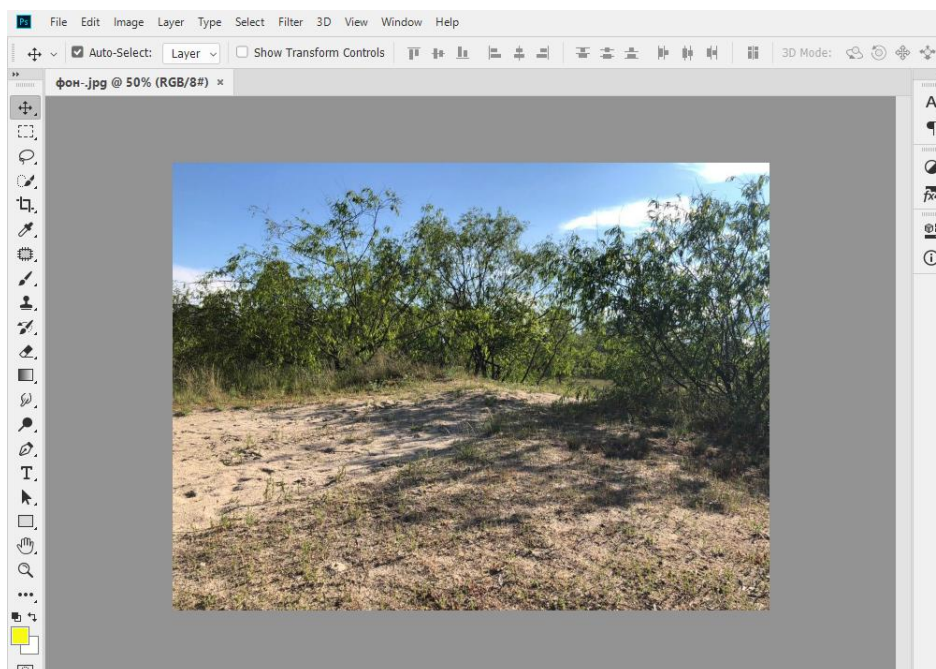 Ps File Edit Image Layer Type Select Filter 3D View Window Help
Auto-Select: Layer Show Transform Controls 3D Mode:
фон-.jpg @ 50% (RGB/8#) ×